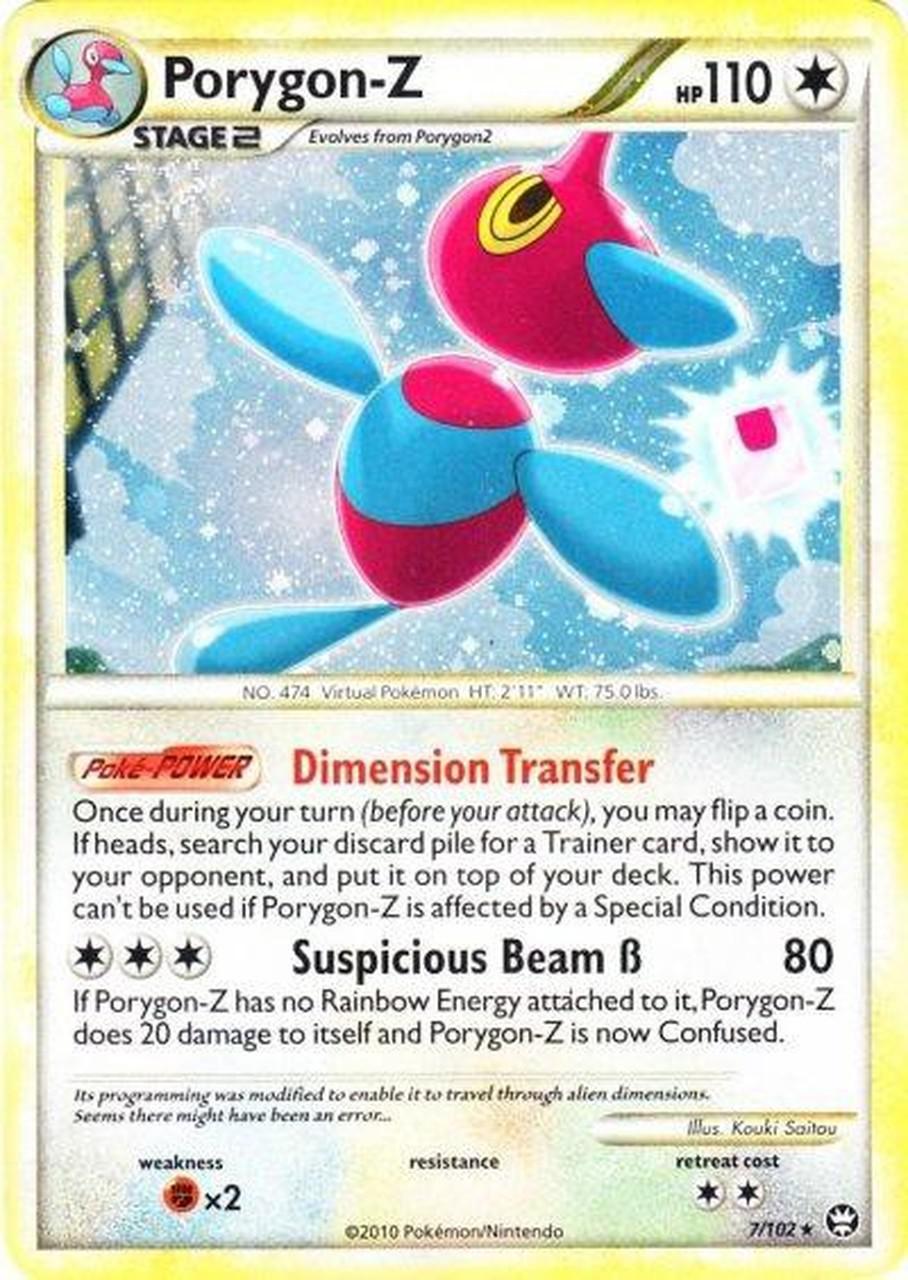 Porygon-Z
HP110
STAGE 2
Evolves from Porygon2
NO. 474 Virtual Pokémon HT: 2'11" WT: 75.0 lbs.
Poké-POWER Dimension Transfer
Once during your turn (before your attack), you may flip a coin.
If heads, search your discard pile for a Trainer card, show it to
your opponent, and put it on top of your deck. This power
can't be used if Porygon-Z is affected by a Special Condition.
Suspicious Beam ß 80
If Porygon-Z has no Rainbow Energy attached to it, Porygon-Z
does 20 damage to itself and Porygon-Z is now Confused.
Its programming was modified to enable it to travel through alien dimensions.
Seems there might have been an error...
Illus. Kouki Saitou
weakness resistance retreat cost
x2
©2010 Pokémon/Nintendo
7/102 ★